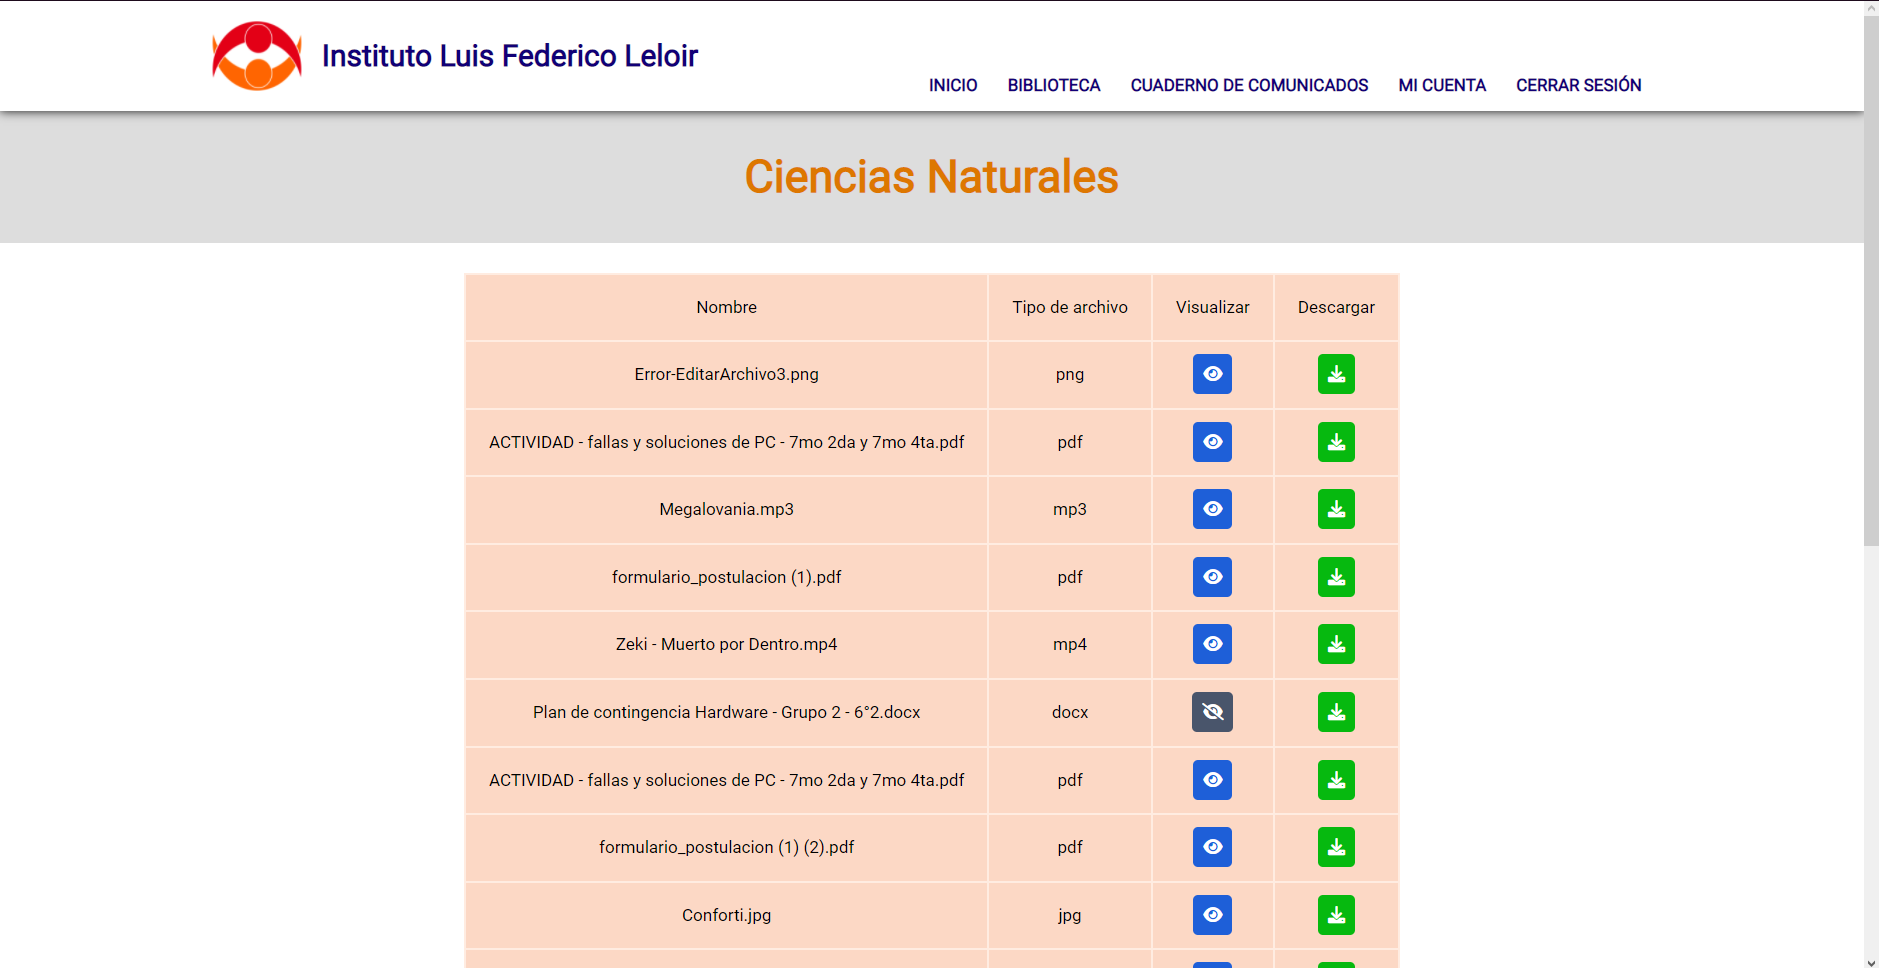 Instituto Luis Federico Leloir
INICIO BIBLIOTECA CUADERNO DE COMUNICADOS MI CUENTA CERRAR SESIÓN
Ciencias Naturales
Nombre Tipo de archivo Visualizar Descargar
Error-EditarArchivo3.png png
ACTIVIDAD - fallas y soluciones de PC - 7mo 2da y 7mo 4ta.pdf pdf
Megalovania.mp3 mp3
formulario_postulacion (1).pdf pdf
Zeki - Muerto por Dentro.mp4 mp4
Plan de contingencia Hardware - Grupo 2 - 6°2.docx docx
ACTIVIDAD - fallas y soluciones de PC - 7mo 2da y 7mo 4ta.pdf pdf
formulario_postulacion (1) (2).pdf pdf
Conforti.jpg jpg